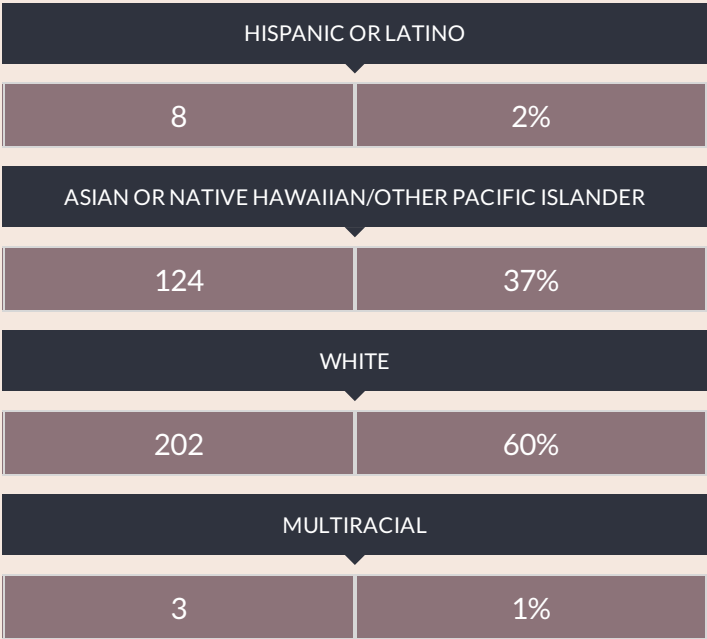 HISPANIC OR LATINO
8 2%
ASIAN OR NATIVE HAWAIIAN/OTHER PACIFIC ISLANDER
124 37%
WHITE
202 60%
MULTIRACIAL
3 1%